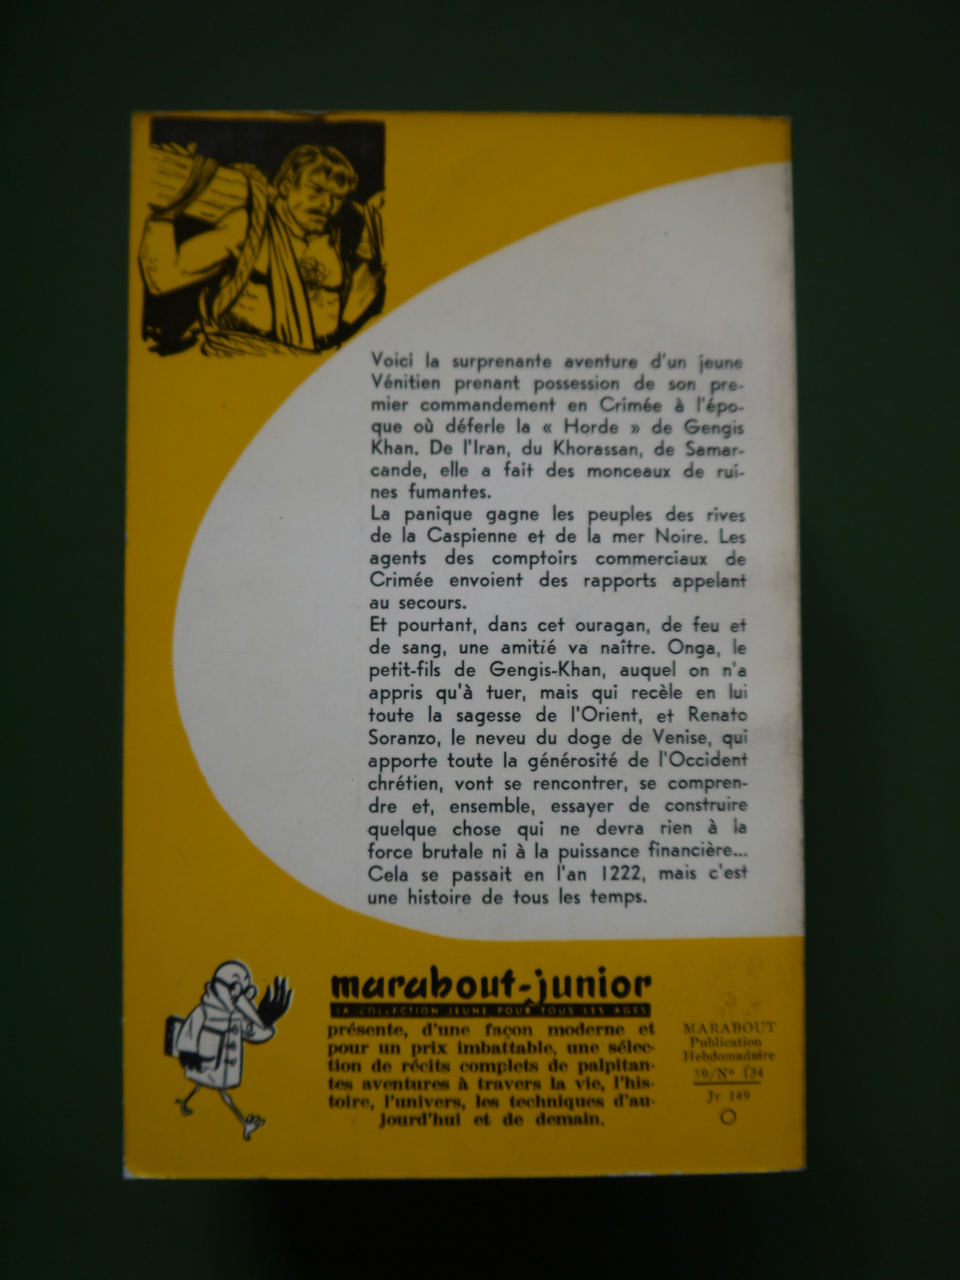 Voici la surprenante aventure d'un jeune
Vénitien prenant possession de son pre-
mier commandement en Crimée à l'épo-
que où déferle la « Horde » de Gengis
Khan. De l'Iran, du Khorassan, de Samar-
cande, elle a fait des monceaux de rui-
nes fumantes.
La panique gagne les peuples des rives
de la Caspienne et de la mer Noire. Les
agents des comptoirs commerciaux de
Crimée envoient des rapports appelant
au secours.
Et pourtant, dans cet ouragan, de feu et
de sang, une amitié va naître. Onga, le
petit-fils de Gengis-Khan, auquel on n'a
appris qu'à tuer, mais qui recèle en lui
toute la sagesse de l'Orient, et Renato
Soranzo, le neveu du doge de Venise, qui
apporte toute la générosité de l'Occident
chrétien, vont se rencontrer, se compren-
dre et, ensemble, essayer de construire
quelque chose qui ne devra rien à la
force brutale ni à la puissance financière...
Cela se passait en l'an 1222, mais c'est
une histoire de tous les temps.
marabout-junior
LA COLLECTION JEUNE POUR TOUS LES AGES
présente, d'une façon moderne et
pour un prix imbattable, une sélec-
tion de récits complets de palpitan-
tes aventures à travers la vie, l'his-
toire, l'univers, les techniques d'au-
jourd'hui et de demain.
MARABOUT
Publication
Hebdomadaire
59/N° 134
Jr 149